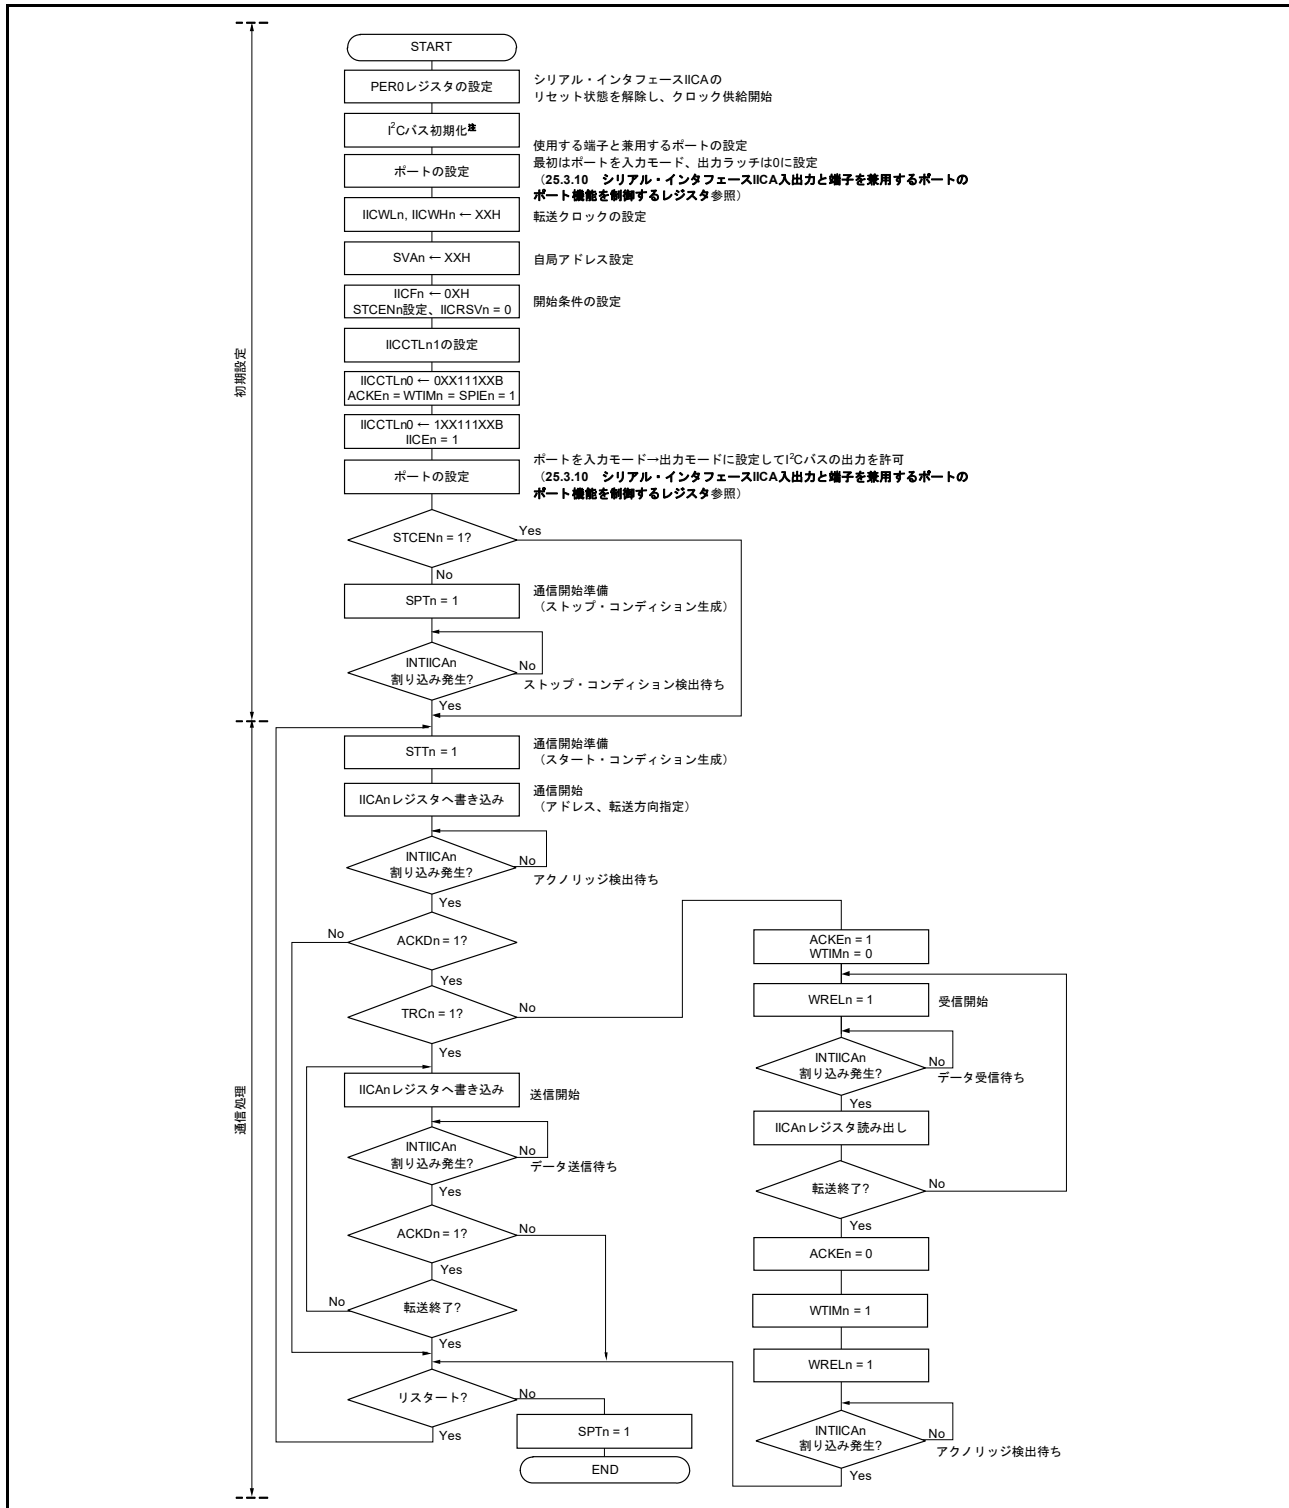 START
PER0レジスタの設定
シリアル・インタフェースIICAの
リセット状態を解除し、クロック供給開始
I²Cバス初期化注
使用する端子と兼用するポートの設定
最初はポートを入力モード、出力ラッチは0に設定
（25.3.10　シリアル・インタフェースIICA入出力と端子を兼用するポートの
ポート機能を制御するレジスタ参照）
ポートの設定
IICWLn, IICWHn ← XXH
転送クロックの設定
SVAn ← XXH
自局アドレス設定
IICFn ← 0XH
STCENn設定、IICRSVn = 0
開始条件の設定
IICCTLn1の設定
IICCTLn0 ← 0XX111XXB
ACKEn = WTIMn = SPIEn = 1
IICCTLn0 ← 1XX111XXB
IICEn = 1
ポートの設定
ポートを入力モード→出力モードに設定してI²Cバスの出力を許可
（25.3.10　シリアル・インタフェースIICA入出力と端子を兼用するポートの
ポート機能を制御するレジスタ参照）
STCENn = 1?
Yes
No
SPTn = 1
通信開始準備
（ストップ・コンディション生成）
INTIICAn
割り込み発生?
No
ストップ・コンディション検出待ち
Yes
初期設定
STTn = 1
通信開始準備
（スタート・コンディション生成）
IICAnレジスタへ書き込み
通信開始
（アドレス、転送方向指定）
INTIICAn
割り込み発生?
No
アクノリッジ検出待ち
Yes
ACKDn = 1?
No
Yes
TRCn = 1?
No
Yes
IICAnレジスタへ書き込み
送信開始
INTIICAn
割り込み発生?
No
データ送信待ち
Yes
ACKDn = 1?
No
Yes
転送終了?
No
Yes
リスタート?
No
Yes
SPTn = 1
END
通信処理
ACKEn = 1
WTIMn = 0
WRELn = 1
受信開始
INTIICAn
割り込み発生?
No
データ受信待ち
Yes
IICAnレジスタ読み出し
転送終了?
No
Yes
ACKEn = 0
WTIMn = 1
WRELn = 1
INTIICAn
割り込み発生?
No
アクノリッジ検出待ち
Yes